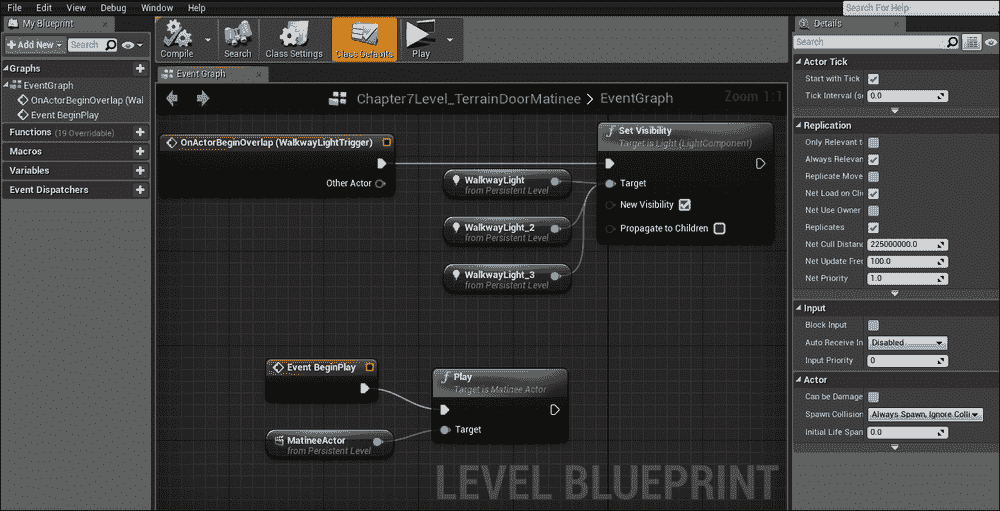 File Edit View Debug Window Help
Search For Help
My Blueprint
Add New Search
Graphs
EventGraph
OnActorBeginOverlap (Wal
Event BeginPlay
Functions (19 Overridable)
Macros
Variables
Event Dispatchers
Compile Search Class Settings Class Defaults Play
Event Graph
Chapter7Level_TerrainDoorMatinee > EventGraph
Zoom 1:1
OnActorBeginOverlap (WalkwayLightTrigger)
Other Actor
WalkwayLight
from Persistent Level
WalkwayLight_2
from Persistent Level
WalkwayLight_3
from Persistent Level
f Set Visibility
Target is Light (LightComponent)
Target
New Visibility
Propagate to Children
Event BeginPlay
MatineeActor
from Persistent Level
f Play
Target is Matinee Actor
Target
LEVEL BLUEPRINT
Details
Search
Actor Tick
Start with Tick
Tick Interval (se 0.0
Replication
Only Relevant t
Always Relevan
Replicate Move
Net Load on Cli
Net Use Owner
Replicates
Net Cull Distanc 225000000.0
Net Update Fre 100.0
Net Priority 1.0
Input
Block Input
Auto Receive In Disabled
Input Priority 0
Actor
Can be Damage
Spawn Collision Always Spawn, Ignore Colli
Initial Life Span 0.0